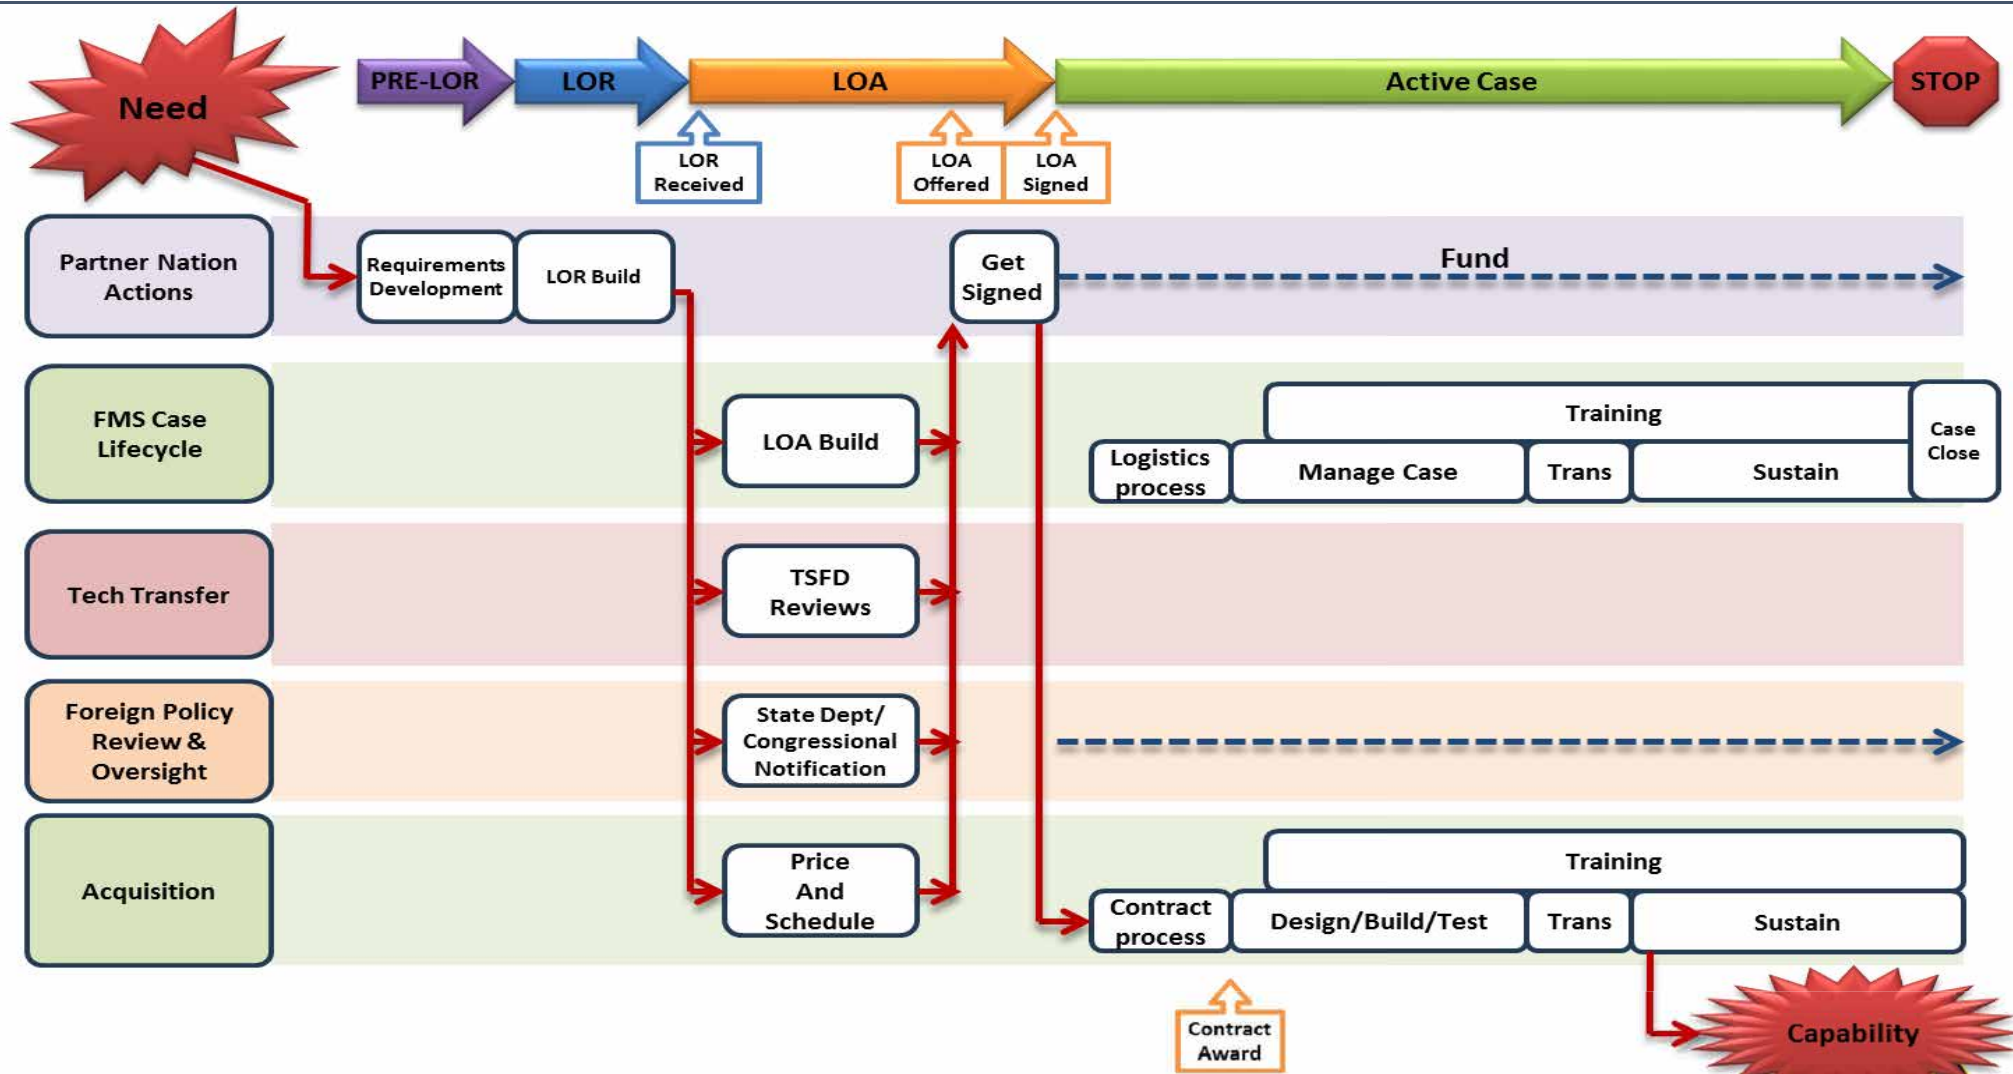 Need
PRE-LOR
LOR
LOA
Active Case
STOP
LOR
Received
LOA
Offered
LOA
Signed
Partner Nation
Actions
Requirements
Development
LOR Build
Get
Signed
Fund
FMS Case
Lifecycle
LOA Build
Training
Logistics
process
Manage Case
Trans
Sustain
Case
Close
Tech Transfer
TSFD
Reviews
Foreign Policy
Review &
Oversight
State Dept/
Congressional
Notification
Acquisition
Price
And
Schedule
Training
Contract
process
Design/Build/Test
Trans
Sustain
Contract
Award
Capability